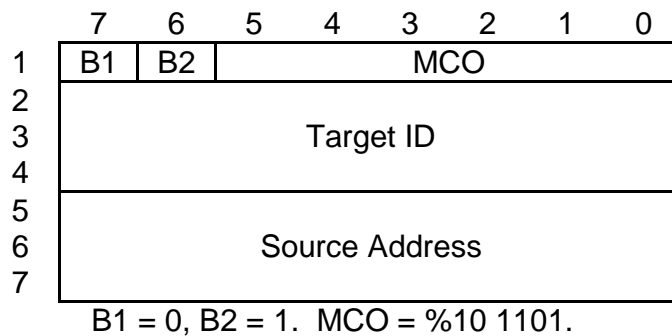 7 6 5 4 3 2 1 0
1 B1 B2 MCO
2
3 Target ID
4
5
6 Source Address
7
B1 = 0, B2 = 1. MCO = %10 1101.